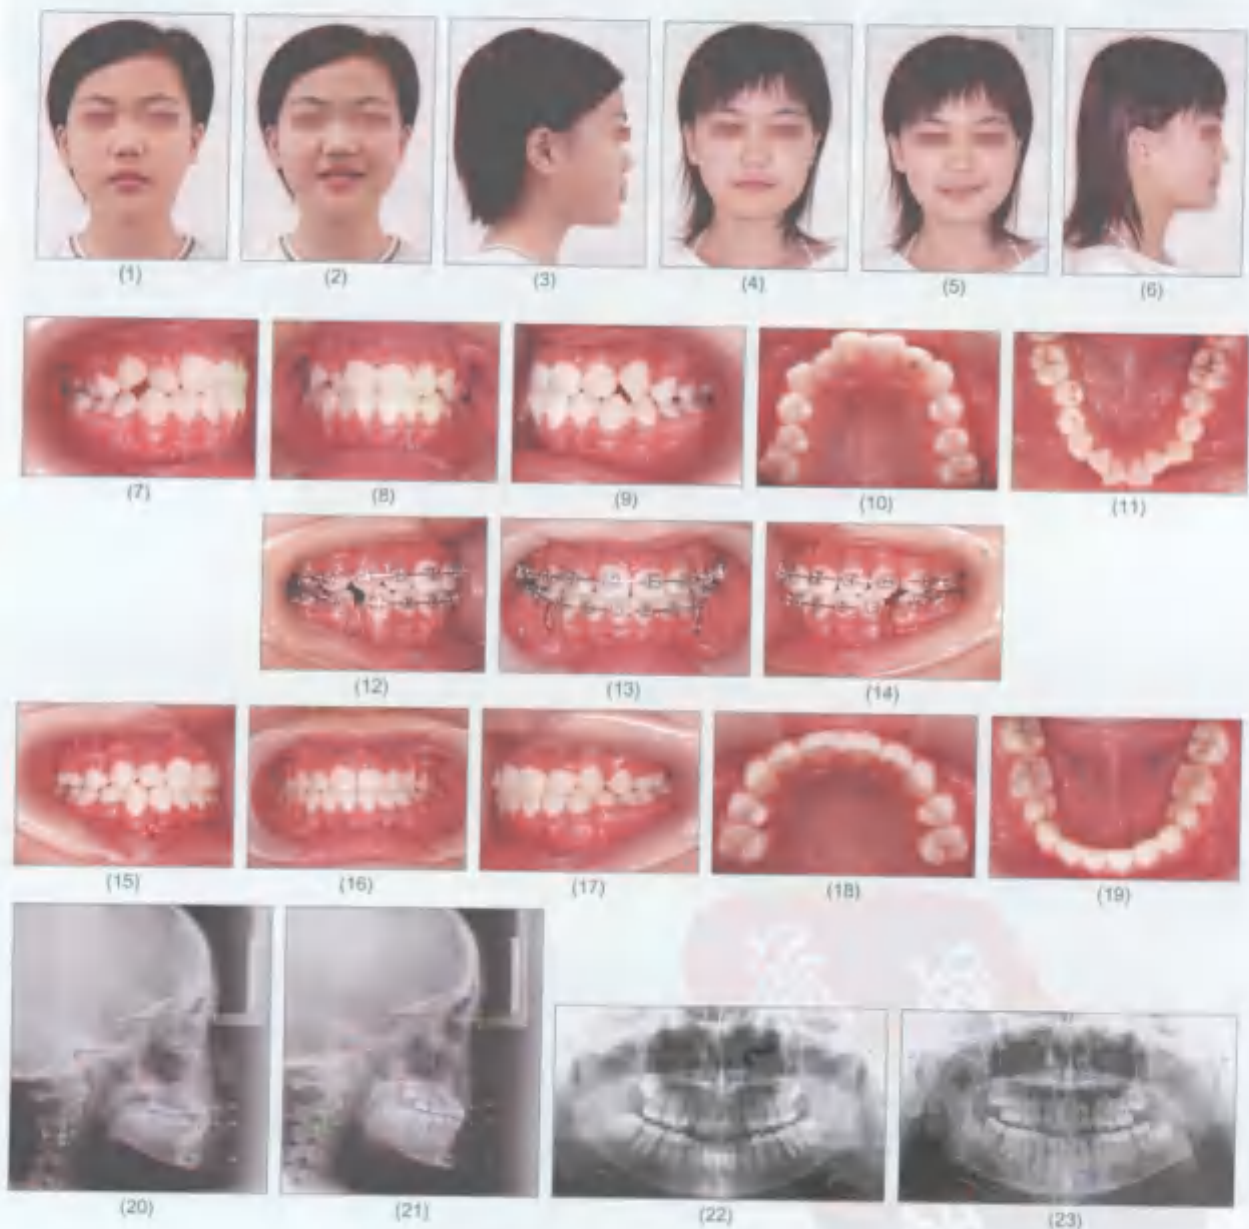 (1) (2) (3) (4) (5) (6)
(7) (8) (9) (10) (11)
(12) (13) (14)
(15) (16) (17) (18) (19)
(20) (21) (22) (23)